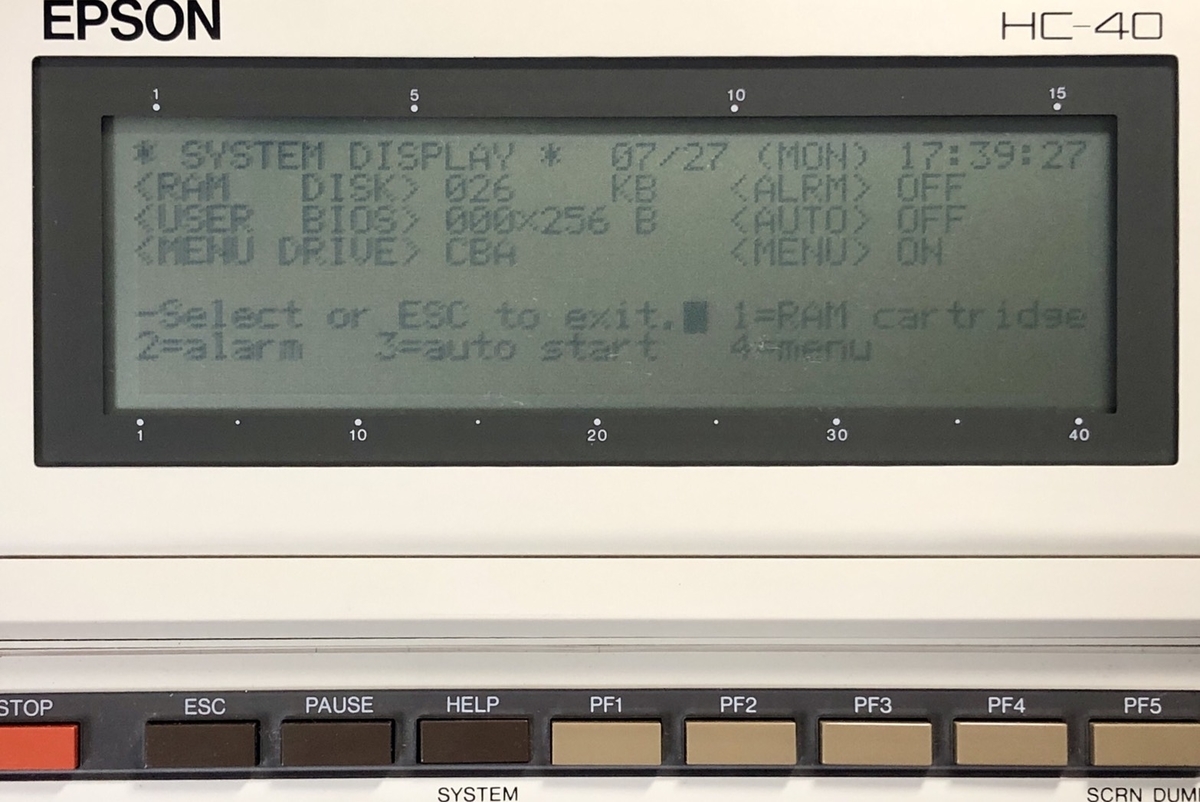 EPSON HC-40
1 5 10 15
* SYSTEM DISPLAY * 07/27 (MON) 17:39:27
<RAM DISK> 026 KB <ALRM> OFF
<USER BIOS> 000×256 B <AUTO> OFF
<MENU DRIVE> CBA <MENU> ON
-Select or ESC to exit. 1=RAM cartridge
2=alarm 3=auto start 4=menu
1 10 20 30 40
STOP ESC PAUSE HELP PF1 PF2 PF3 PF4 PF5
SYSTEM SCRN DUM